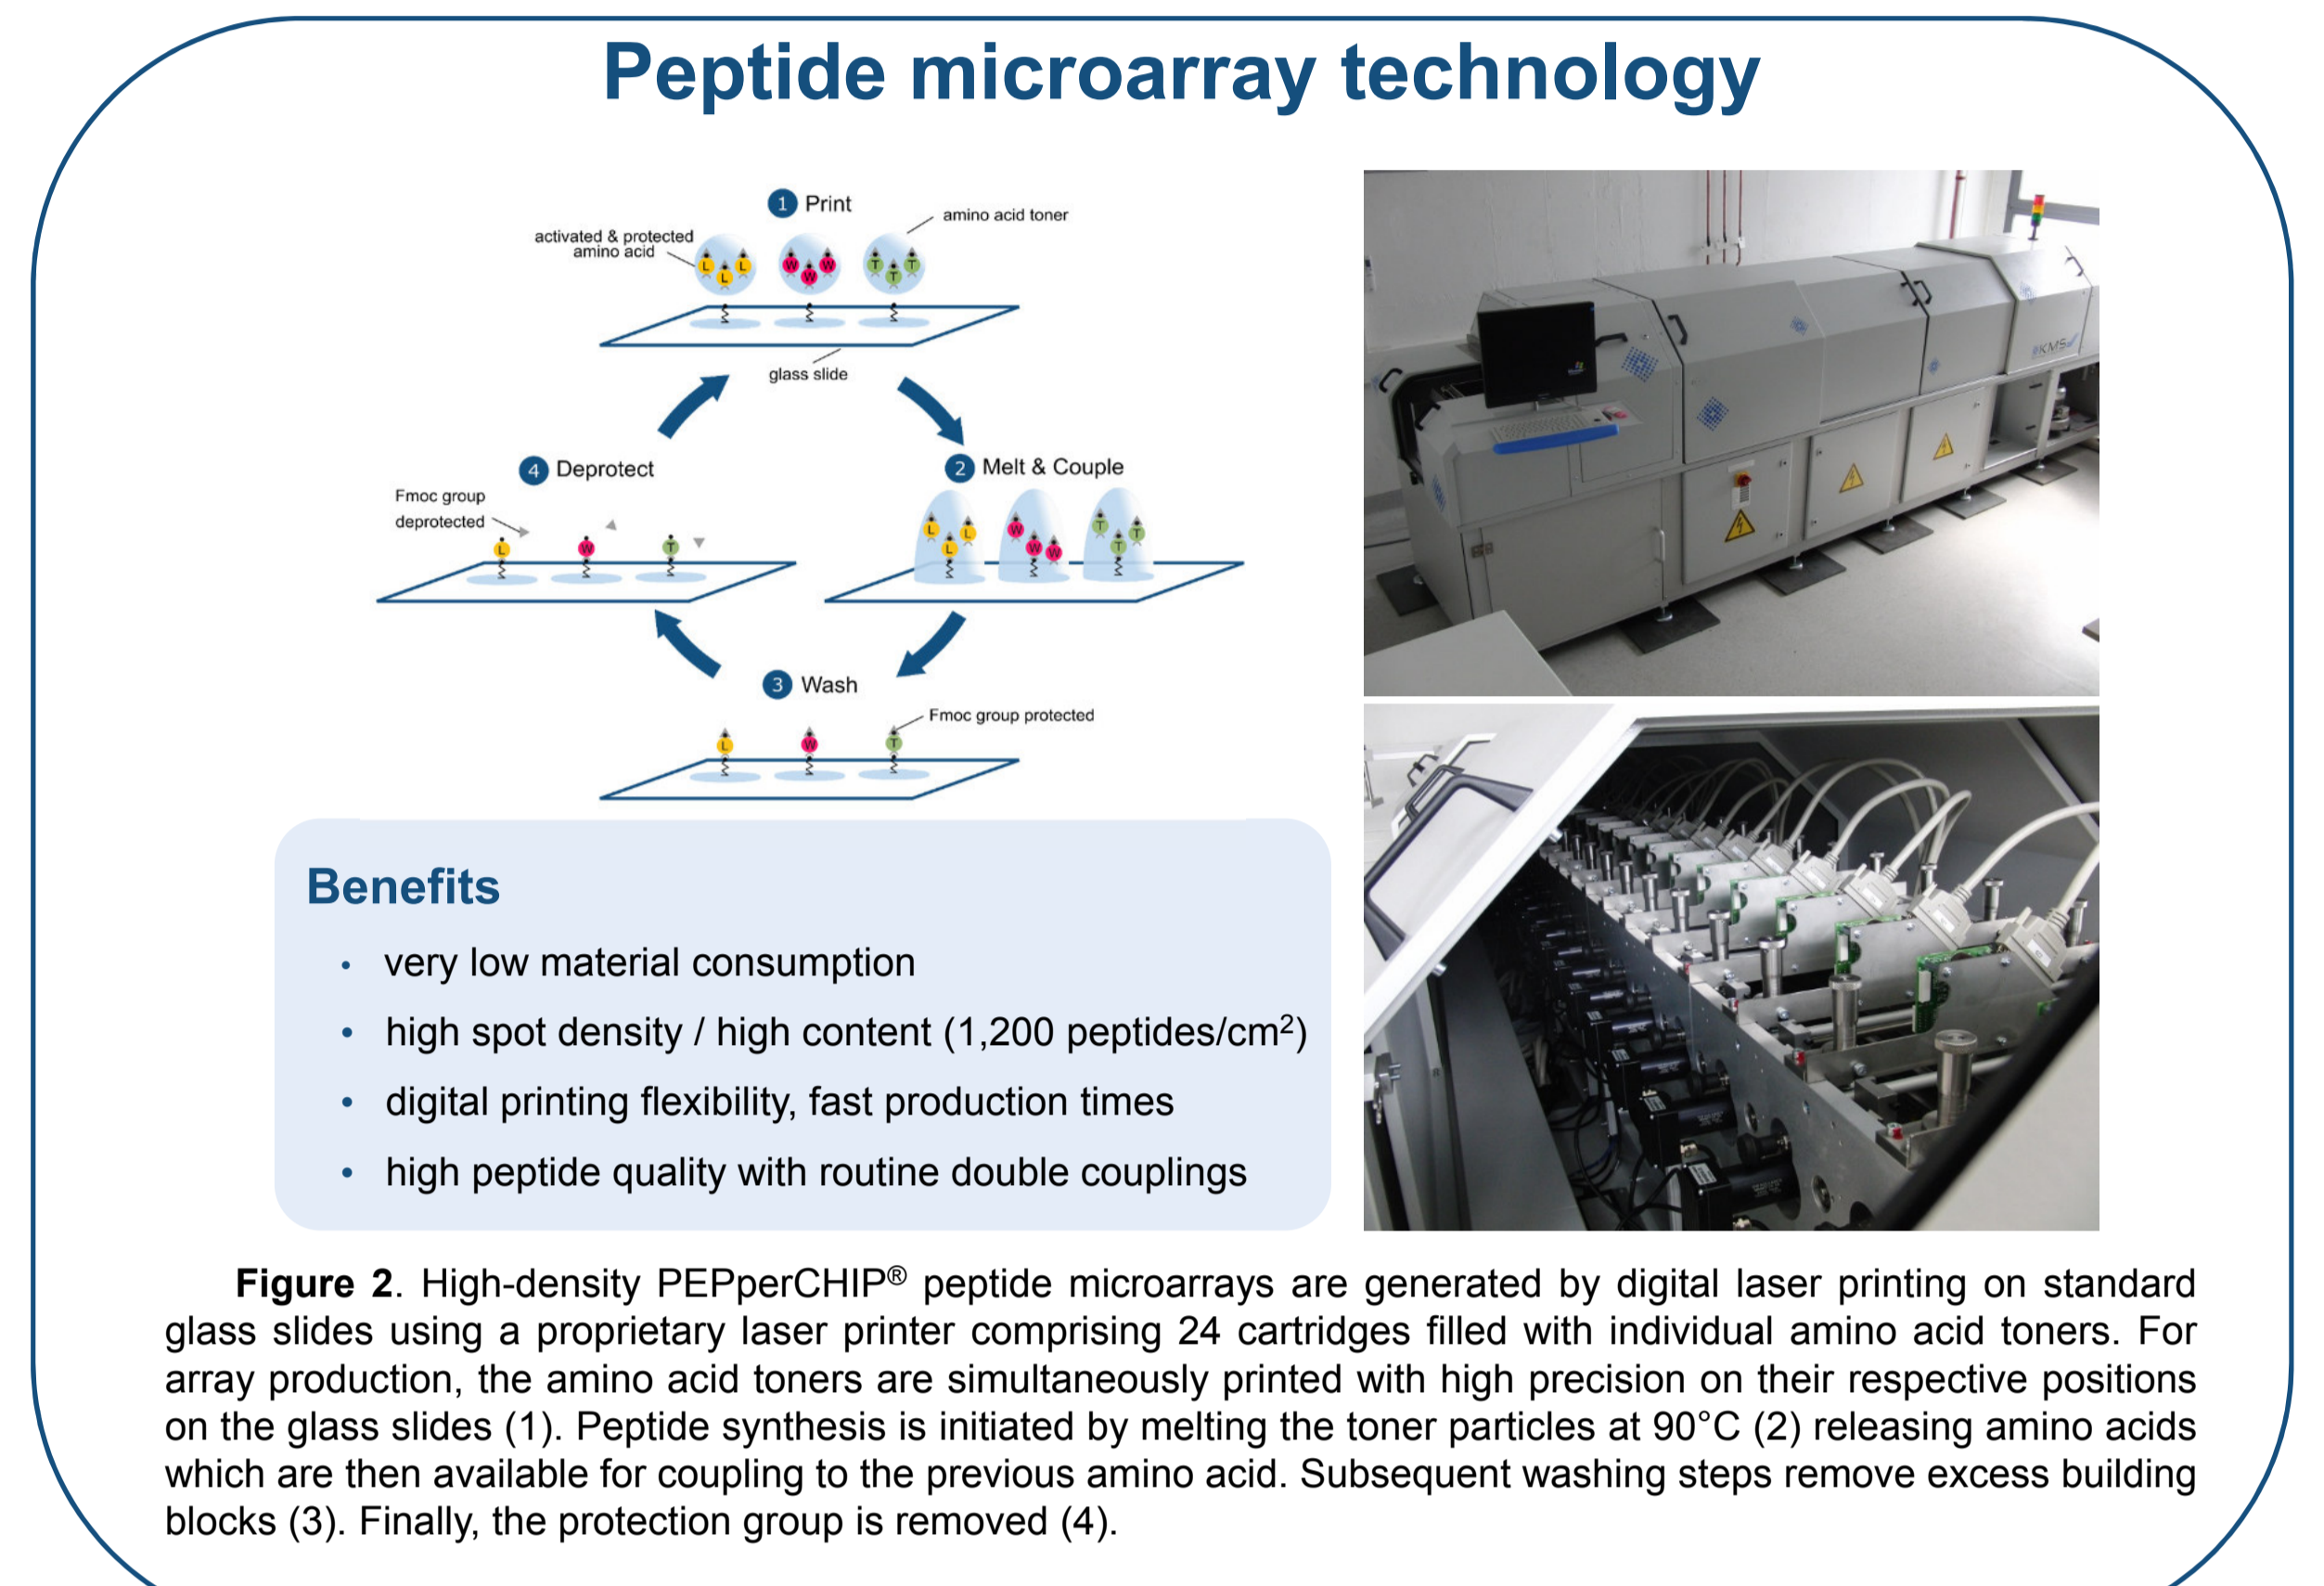 Peptide microarray technology
1 Print
amino acid toner
activated & protected
amino acid
L L L W W W T T T
glass slide
4 Deprotect
2 Melt & Couple
Fmoc group
deprotected
L W T
L L L W W W T T T
3 Wash
Fmoc group protected
L W T
KMS
Benefits
• very low material consumption
• high spot density / high content (1,200 peptides/cm²)
• digital printing flexibility, fast production times
• high peptide quality with routine double couplings
Figure 2. High-density PEPperCHIP® peptide microarrays are generated by digital laser printing on standard
glass slides using a proprietary laser printer comprising 24 cartridges filled with individual amino acid toners. For
array production, the amino acid toners are simultaneously printed with high precision on their respective positions
on the glass slides (1). Peptide synthesis is initiated by melting the toner particles at 90°C (2) releasing amino acids
which are then available for coupling to the previous amino acid. Subsequent washing steps remove excess building
blocks (3). Finally, the protection group is removed (4).